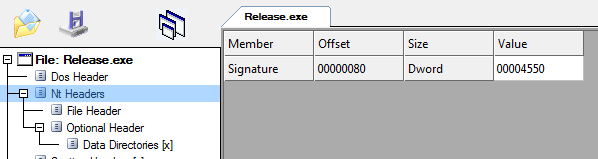 Release.exe
File: Release.exe
Dos Header
Nt Headers
File Header
Optional Header
Data Directories [x]
Member Offset Size Value
Signature 00000080 Dword 00004550